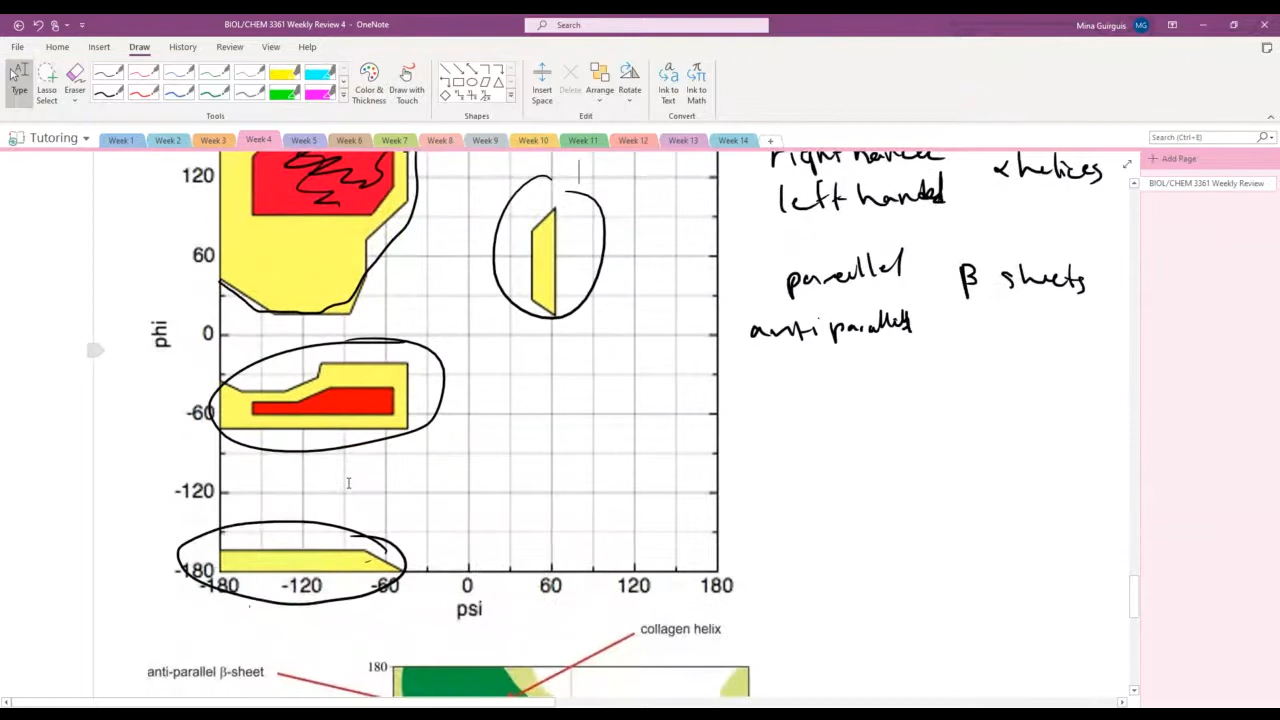 BIOL/CHEM 3361 Weekly Review 4 - OneNote
Search
Mina Guirguis
MG
File Home Insert Draw History Review View Help
Type
Lasso Select
Eraser
Color & Thickness
Draw with Touch
Insert Space
Delete
Arrange
Rotate
Ink to Text
Ink to Math
Tools
Shapes
Edit
Convert
Tutoring
Week 1 Week 2 Week 3 Week 4 Week 5 Week 6 Week 7 Week 8 Week 9 Week 10 Week 11 Week 12 Week 13 Week 14
Search (Ctrl+E)
Add Page
BIOL/CHEM 3361 Weekly Review
right handed
α helices
left handed
parallel
β sheets
anti parallel
120
60
0
-60
-120
-180
phi
-180 -120 -60 0 60 120 180
psi
collagen helix
anti-parallel β-sheet
180